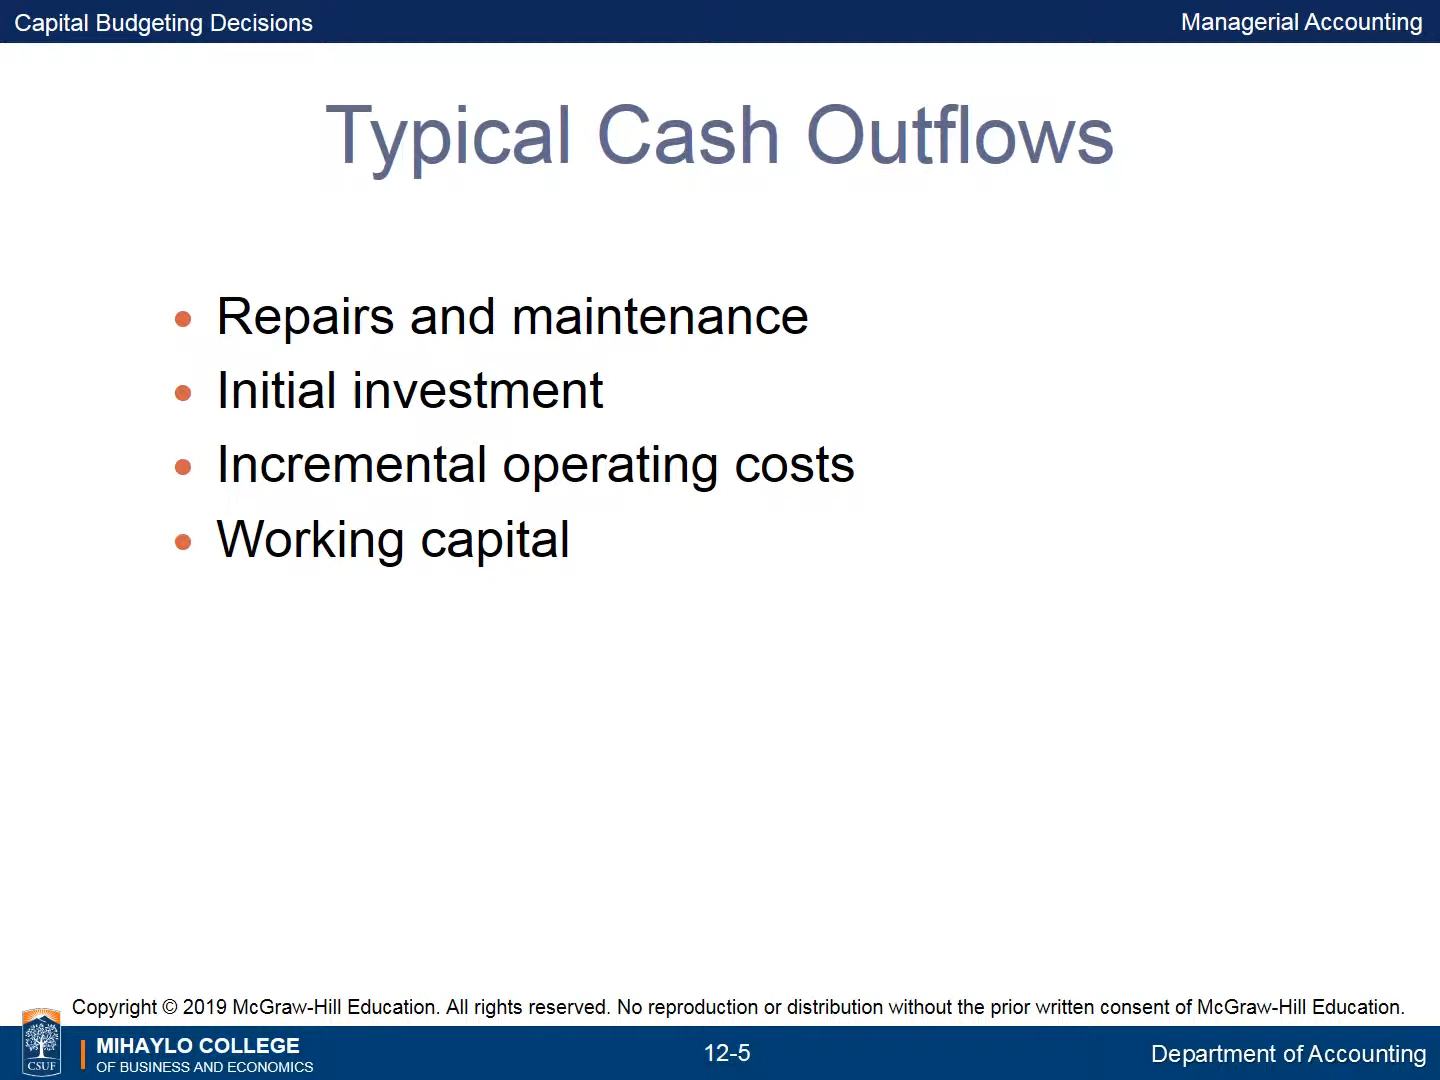 Capital Budgeting Decisions
Managerial Accounting
Typical Cash Outflows
• Repairs and maintenance
• Initial investment
• Incremental operating costs
• Working capital
Copyright © 2019 McGraw-Hill Education. All rights reserved. No reproduction or distribution without the prior written consent of McGraw-Hill Education.
CSUF
MIHAYLO COLLEGE
OF BUSINESS AND ECONOMICS
12-5
Department of Accounting